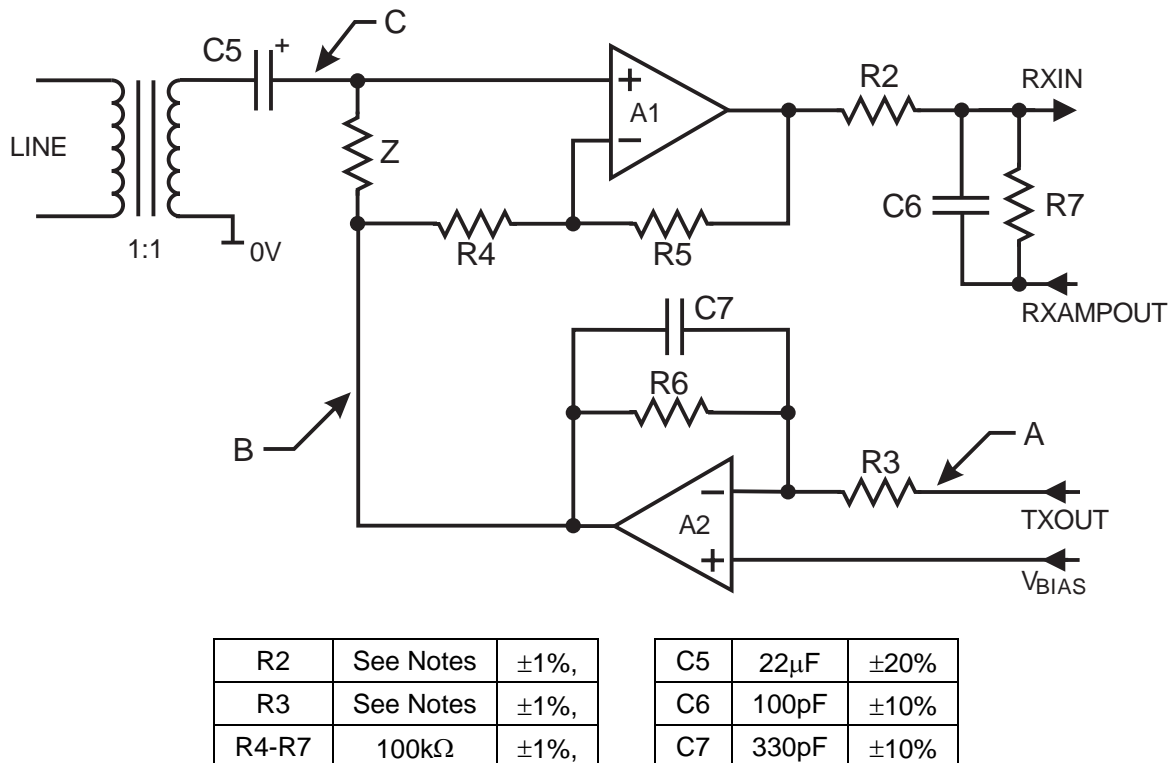 C
C5
+
R2
RXIN
+
A1
LINE
Z
−
C6
R7
R4
R5
1:1
0V
RXAMPOUT
C7
R6
B
A
R3
−
A2
TXOUT
+
VBIAS
R2 See Notes ±1%,
R3 See Notes ±1%,
R4-R7 100kΩ ±1%,
C5 22μF ±20%
C6 100pF ±10%
C7 330pF ±10%